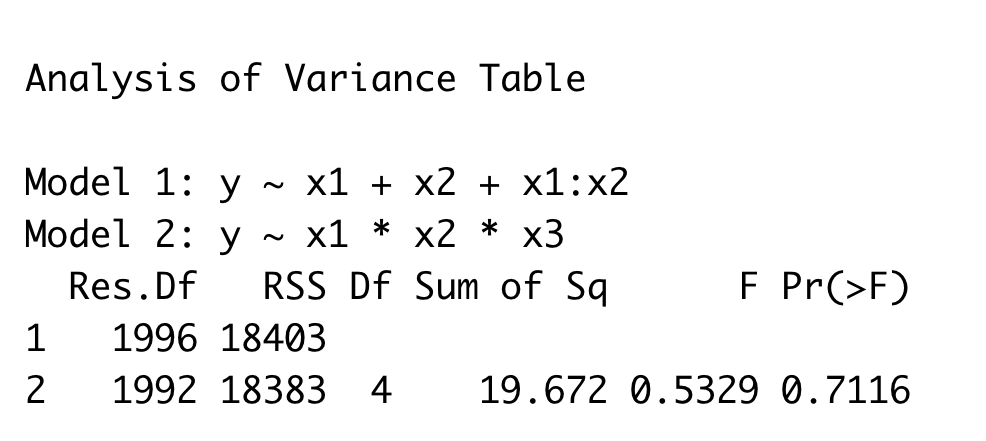 Analysis of Variance Table
Model 1: y ~ x1 + x2 + x1:x2
Model 2: y ~ x1 * x2 * x3
  Res.Df   RSS Df Sum of Sq      F Pr(>F)
1   1996 18403
2   1992 18383  4    19.672 0.5329 0.7116